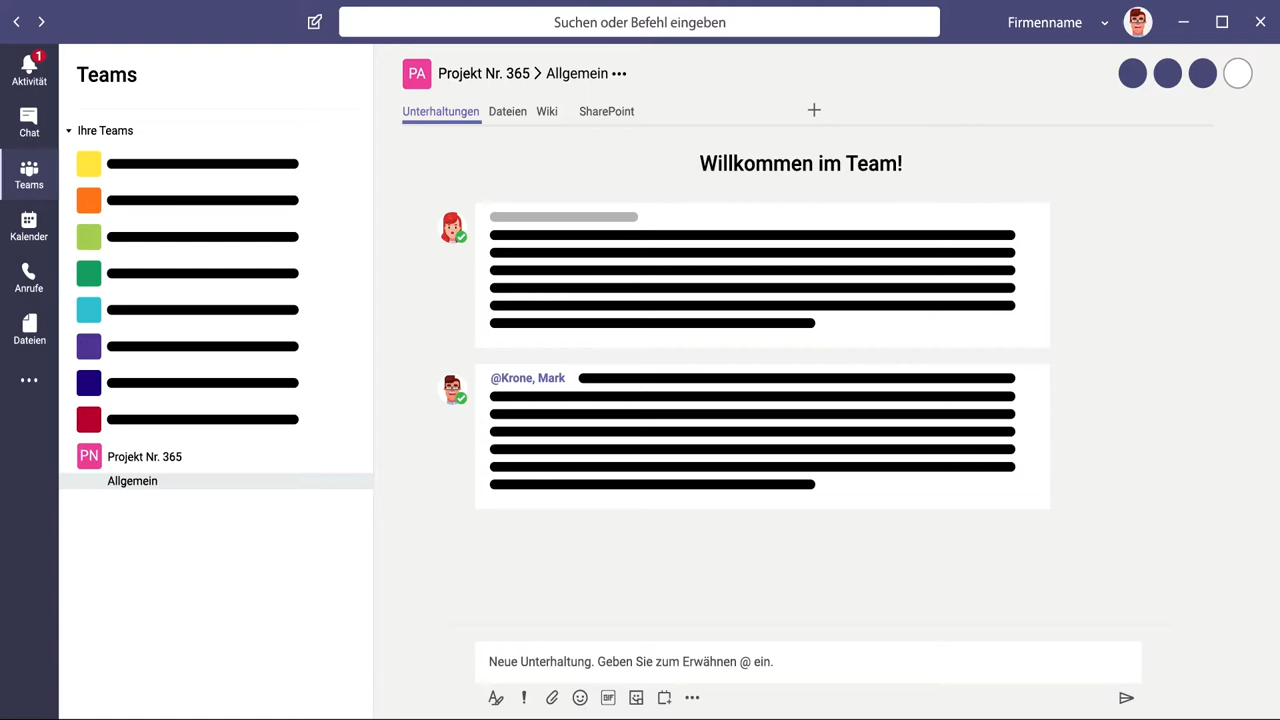 Suchen oder Befehl eingeben
Firmenname
1
Aktivität
Chat
Teams
Kalender
Anrufe
Dateien
Teams
Ihre Teams
PN Projekt Nr. 365
Allgemein
PA Projekt Nr. 365 > Allgemein •••
Unterhaltungen Dateien Wiki SharePoint
Willkommen im Team!
@Krone, Mark
Neue Unterhaltung. Geben Sie zum Erwähnen @ ein.
GIF